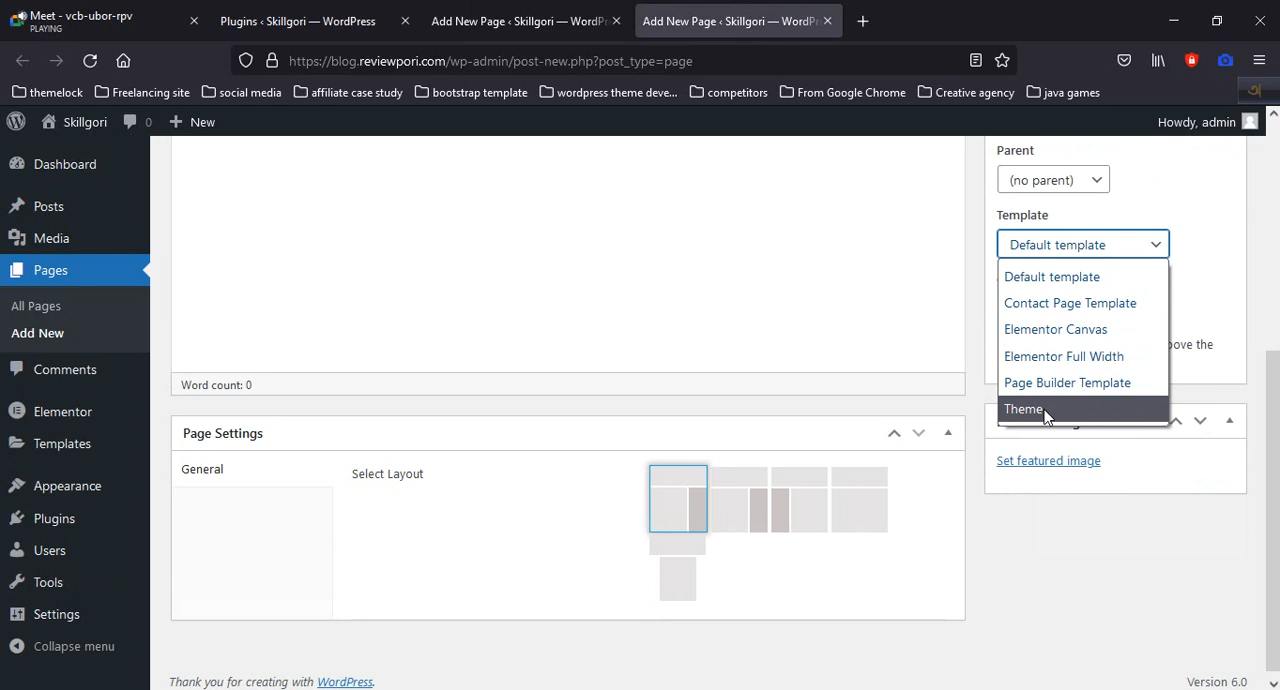 Meet - vcb-ubor-rpv
PLAYING
Plugins ‹ Skillgori — WordPress
Add New Page ‹ Skillgori — WordPr
Add New Page ‹ Skillgori — WordPr
https://blog.reviewpori.com/wp-admin/post-new.php?post_type=page
themelock
Freelancing site
social media
affiliate case study
bootstrap template
wordpress theme deve...
competitors
From Google Chrome
Creative agency
java games
Skillgori
0
New
Howdy, admin
Dashboard
Posts
Media
Pages
All Pages
Add New
Comments
Elementor
Templates
Appearance
Plugins
Users
Tools
Settings
Collapse menu
Word count: 0
Page Settings
General
Select Layout
Parent
(no parent)
Template
Default template
Default template
Contact Page Template
Elementor Canvas
Elementor Full Width
bove the
Page Builder Template
Theme
Set featured image
Thank you for creating with WordPress.
Version 6.0